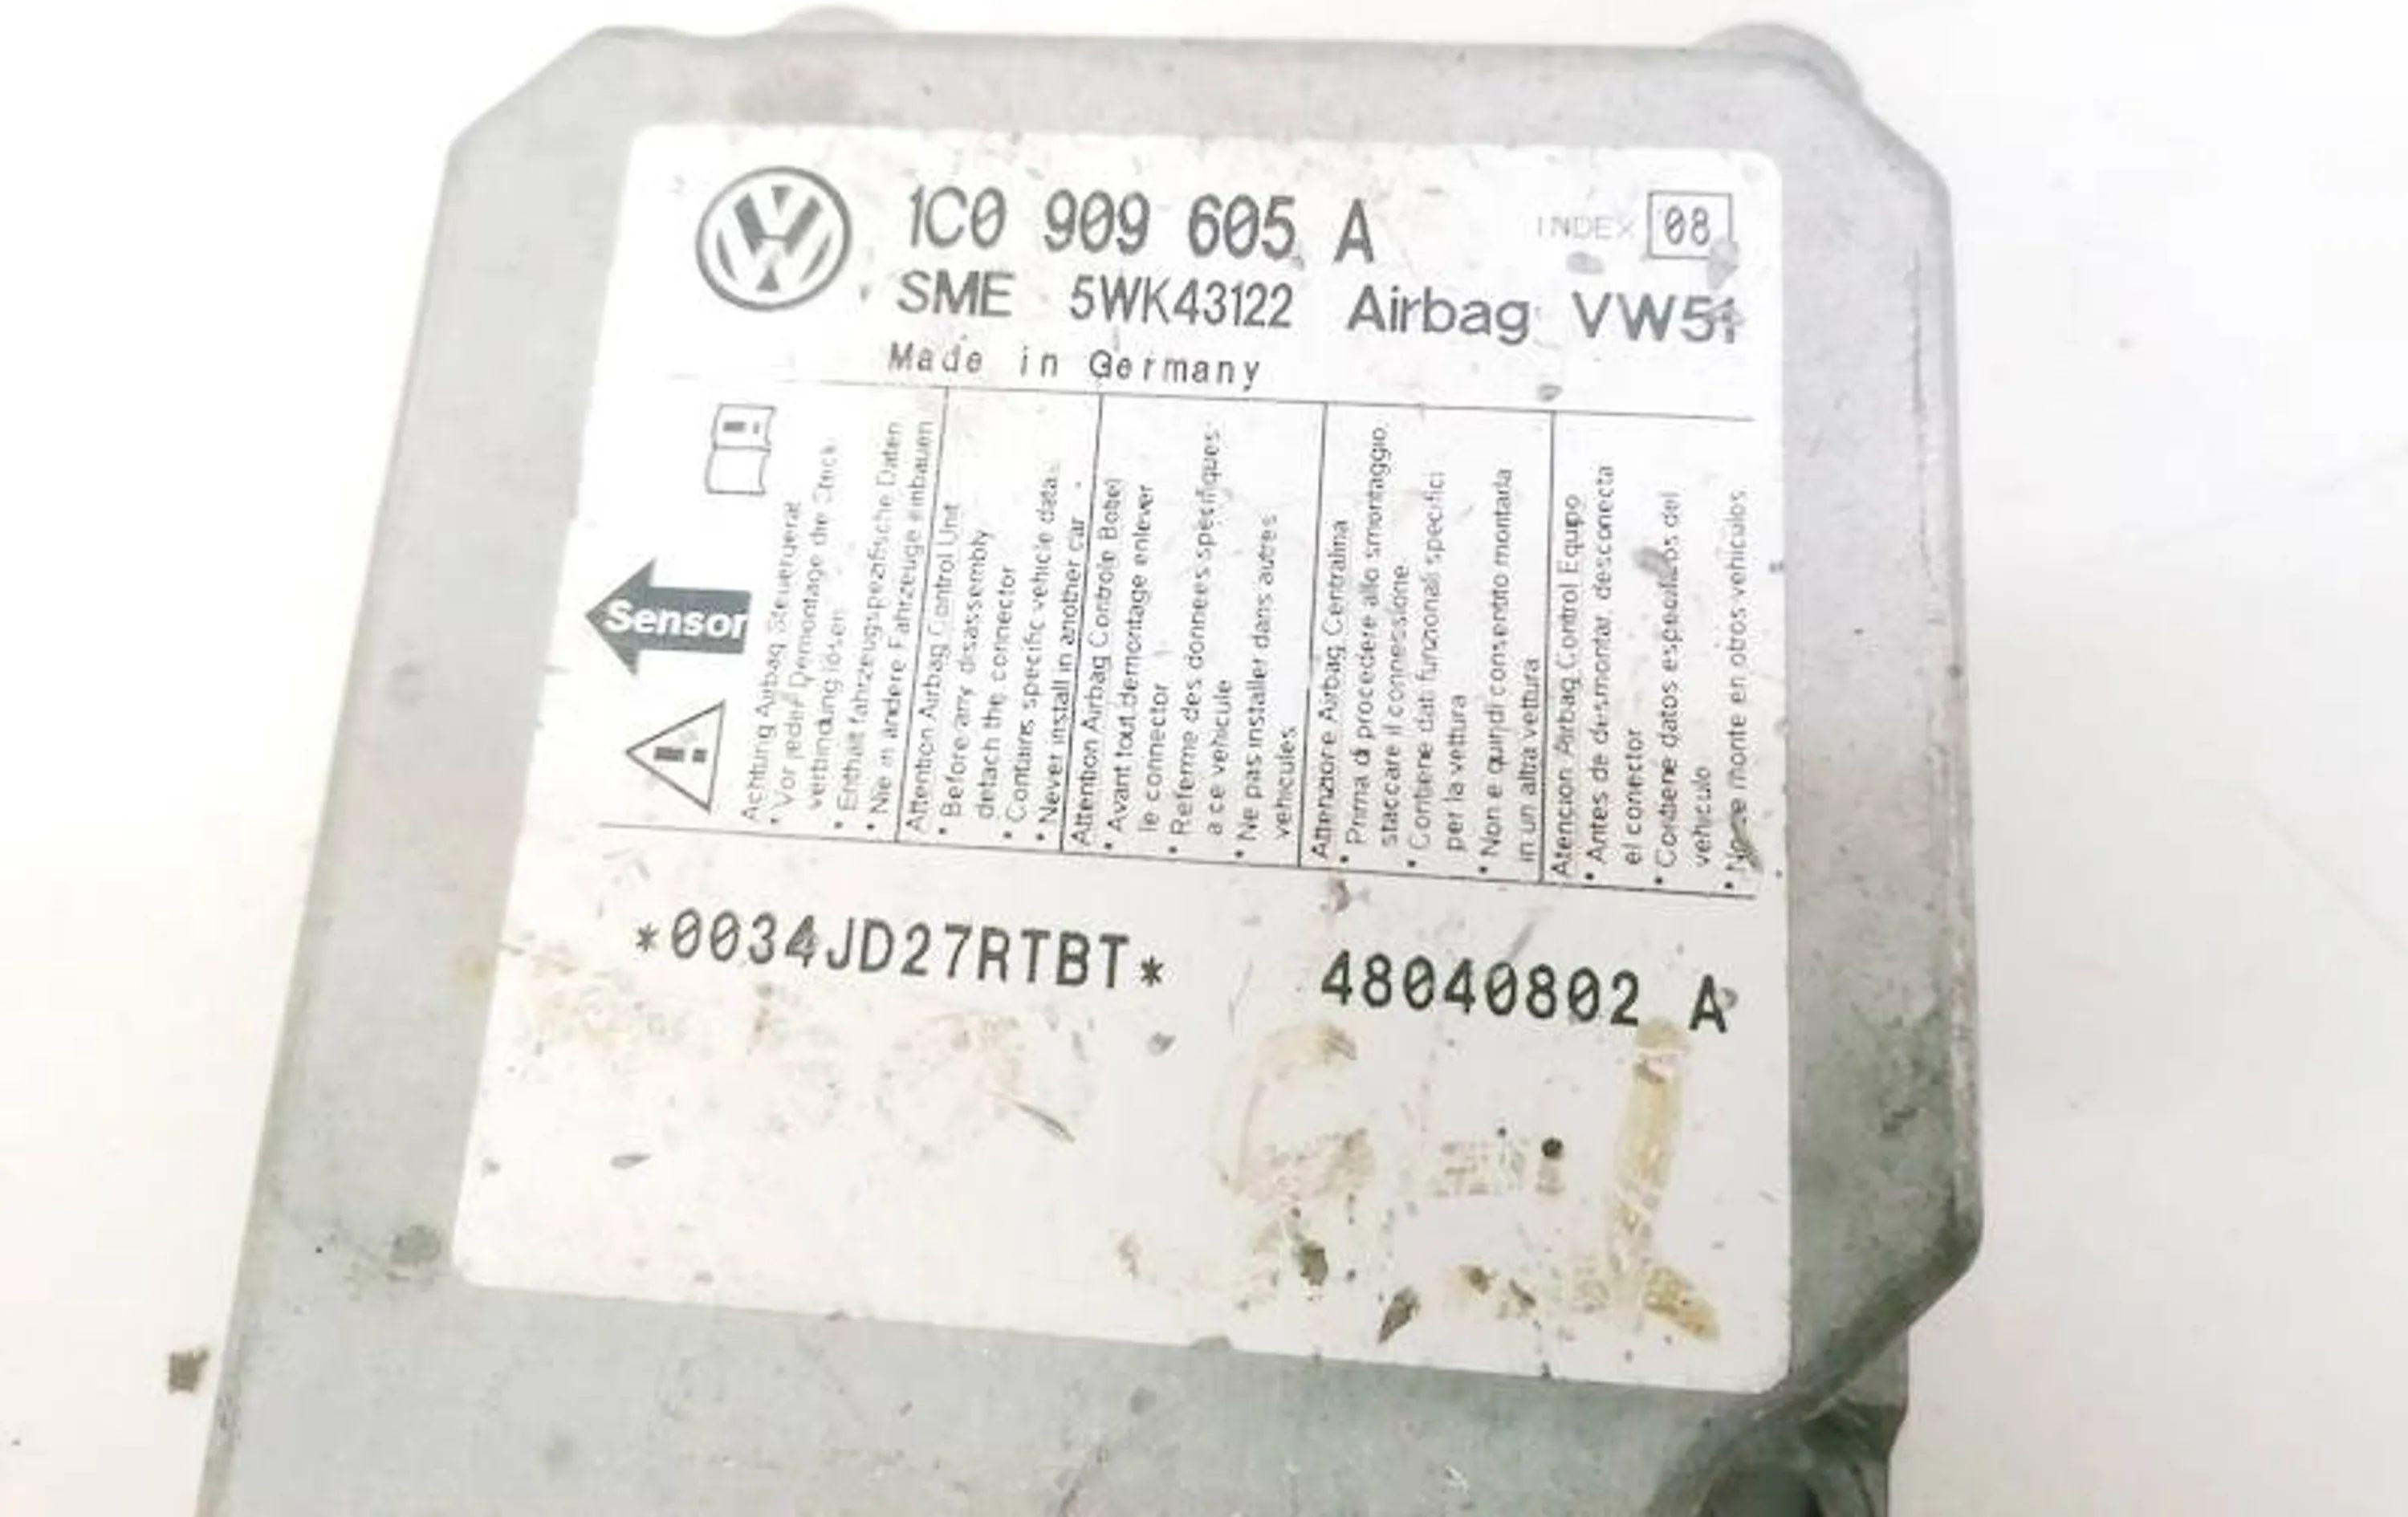 1C0 909 605 A
INDEX 08
SME 5WK43122 Airbag VW51
Made in Germany
Sensor
Achtung Airbag Steuergerat
• Vor jeder Demontage die Steck-
verbindung lösen
• Enthalt fahrzeugspezifische Daten
• Nie in andere Fahrzeuge einbauen
Attention Airbag Control Unit
• Before any disassembly
detach the connector
• Contains specific vehicle data
• Never install in another car
Attention Airbag Controle Boitel
• Avant tout demontage enlever
le connector
• Referme des donnees specifiques
a ce vehicule
• Ne pas installer dans autres
vehicules
Attenzione Airbag Centralina
• Prima di procedere allo smontaggio,
staccare il connessione
• Contiene dati funzionali specifici
per la vettura
• Non e quindi consentito montarla
in un altra vettura
Atencion Airbag Control Equipo
• Antes de desmontar, desconecta
el conector
• Contiene datos especificos del
vehiculo
• No se monte en otros vehiculos
*0034JD27RTBT*
48040802 A